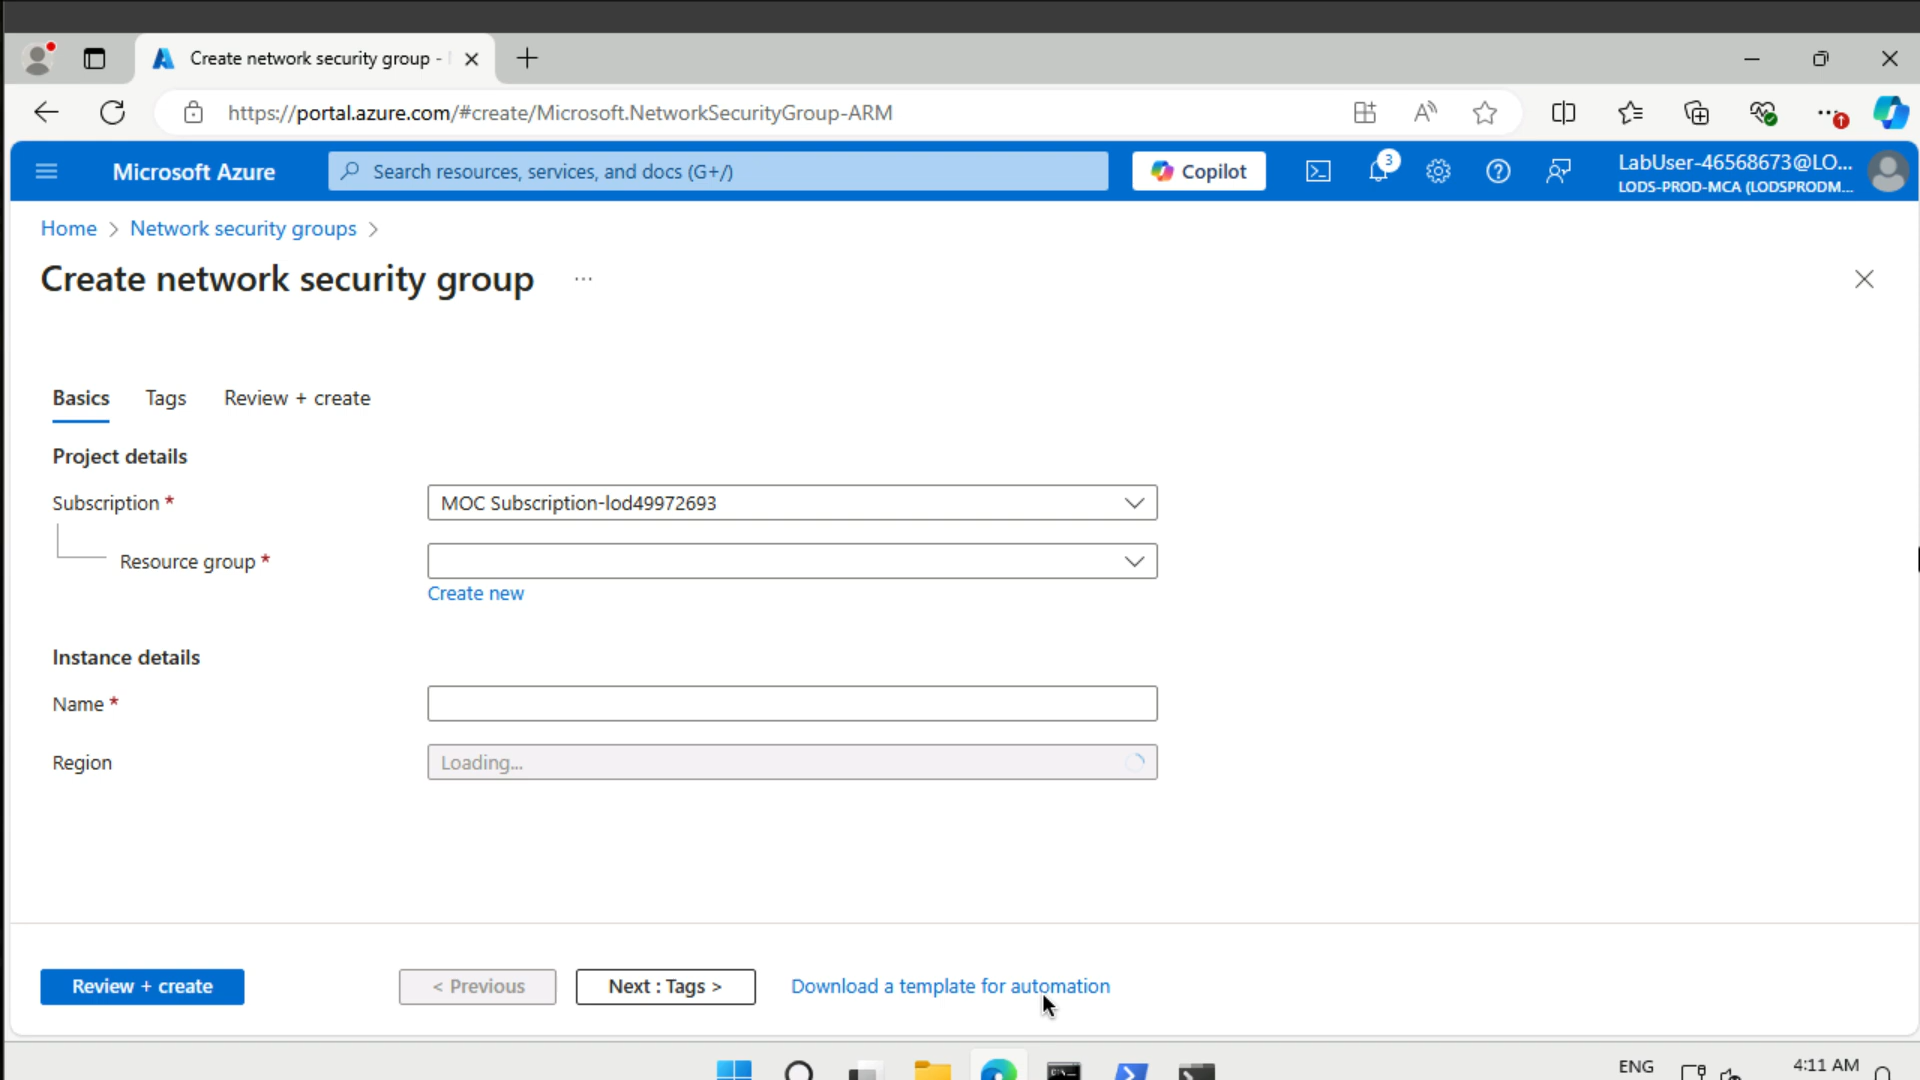 Create network security group -
https://portal.azure.com/#create/Microsoft.NetworkSecurityGroup-ARM
Microsoft Azure
Search resources, services, and docs (G+/)
Copilot
3
LabUser-46568673@LO...
LODS-PROD-MCA (LODSPRODM...
Home > Network security groups >
Create network security group ...
Basics
Tags
Review + create
Project details
Subscription *
MOC Subscription-lod49972693
Resource group *
Create new
Instance details
Name *
Region
Loading...
Review + create
< Previous
Next : Tags >
Download a template for automation
ENG
4:11 AM